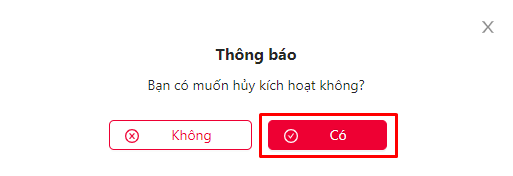 Thông báo
Bạn có muốn hủy kích hoạt không?
Không
Có